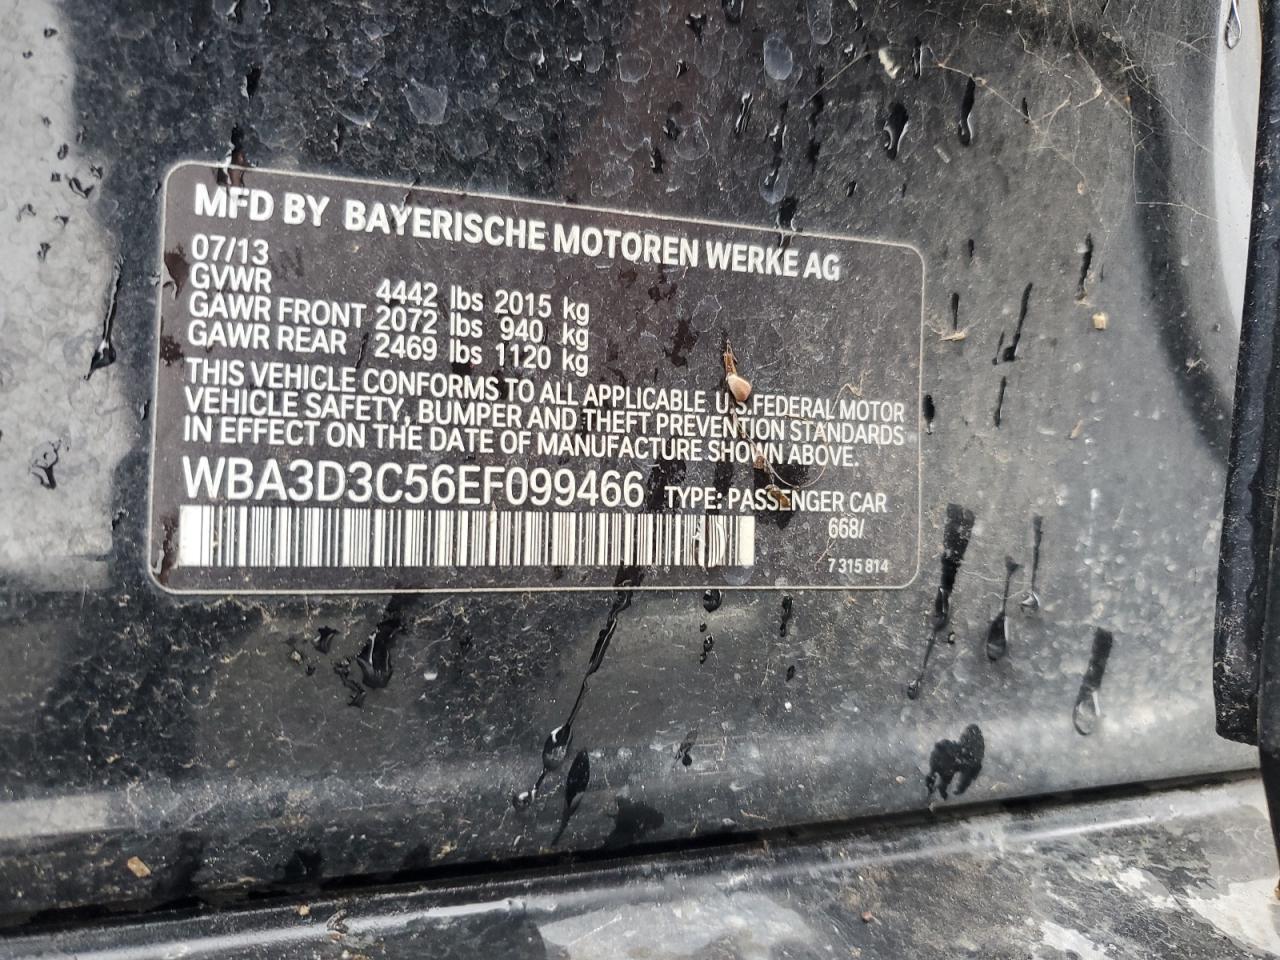 MFD BY BAYERISCHE MOTOREN WERKE AG
07/13
GVWR 4442 lbs 2015 kg
GAWR FRONT 2072 lbs 940 kg
GAWR REAR 2469 lbs 1120 kg
THIS VEHICLE CONFORMS TO ALL APPLICABLE U.S.FEDERAL MOTOR
VEHICLE SAFETY, BUMPER AND THEFT PREVENTION STANDARDS
IN EFFECT ON THE DATE OF MANUFACTURE SHOWN ABOVE.
WBA3D3C56EF099466 TYPE: PASSENGER CAR
668/
7 315 814